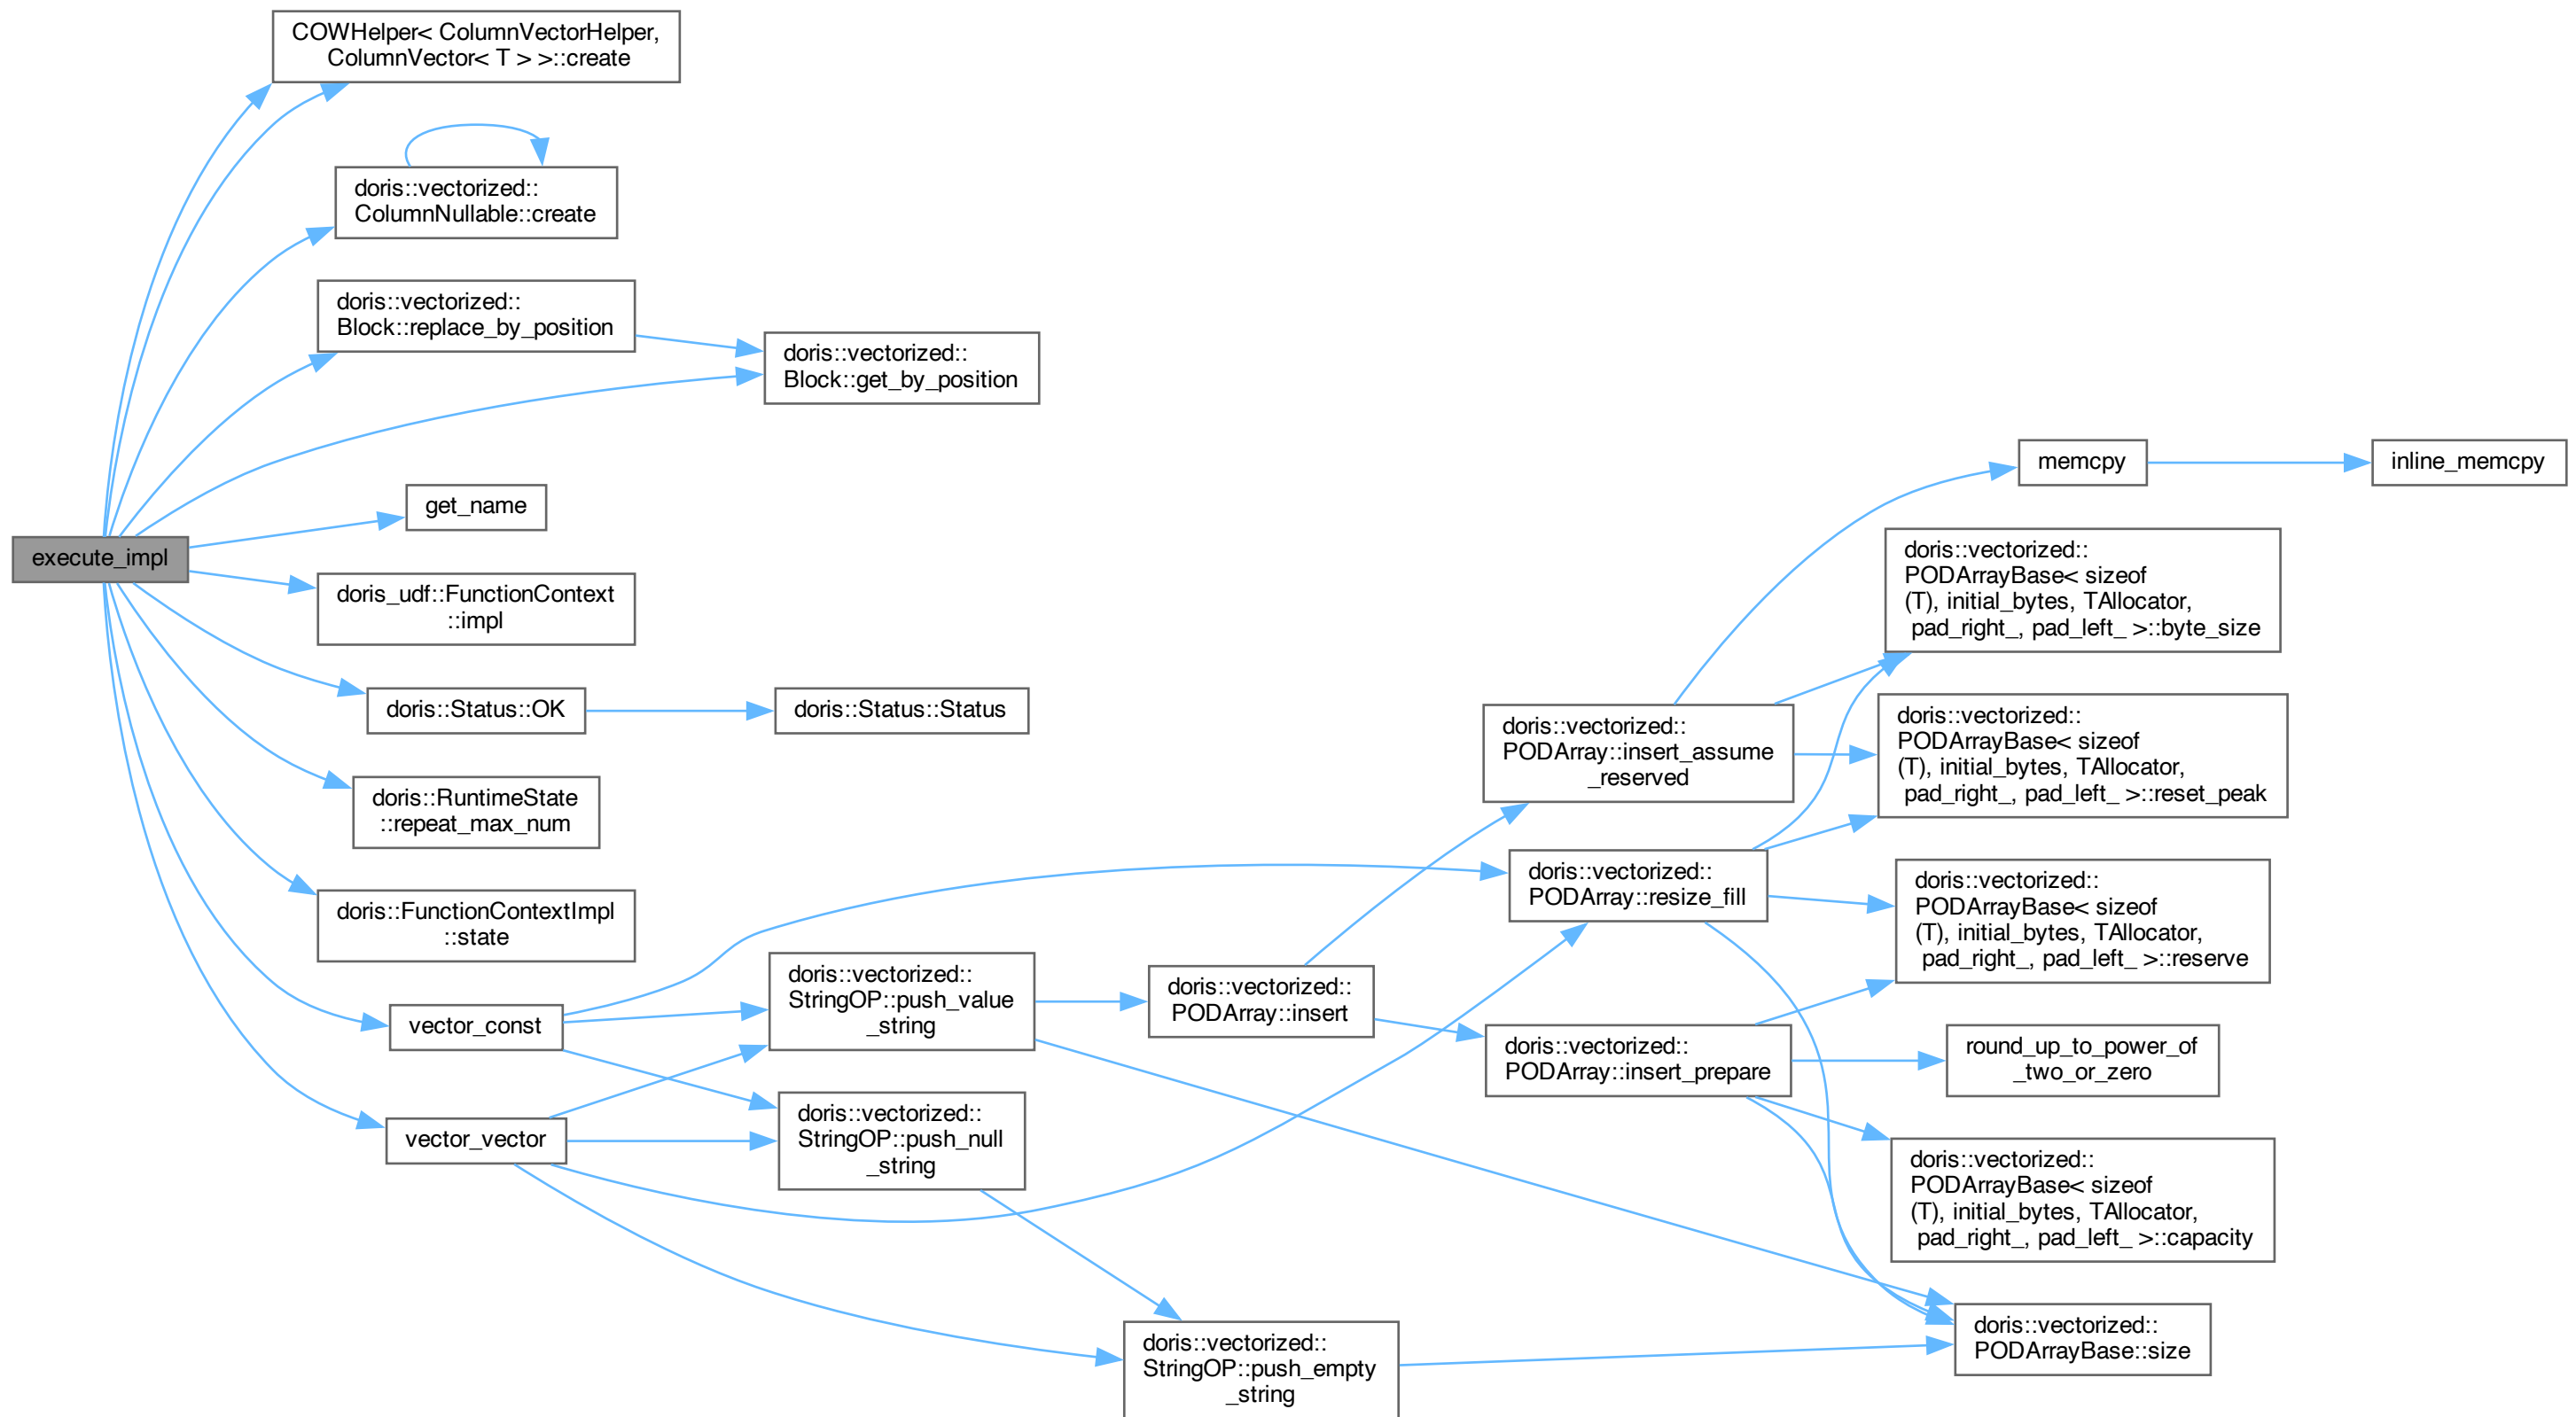 COWHelper< ColumnVectorHelper,
ColumnVector< T > >::create
doris::vectorized::
ColumnNullable::create
doris::vectorized::
Block::replace_by_position
doris::vectorized::
Block::get_by_position
get_name
execute_impl
doris_udf::FunctionContext
::impl
doris::Status::OK
doris::Status::Status
doris::RuntimeState
::repeat_max_num
doris::FunctionContextImpl
::state
vector_const
vector_vector
doris::vectorized::
StringOP::push_value
_string
doris::vectorized::
StringOP::push_null
_string
doris::vectorized::
StringOP::push_empty
_string
doris::vectorized::
PODArray::insert
doris::vectorized::
PODArray::insert_assume
_reserved
doris::vectorized::
PODArray::resize_fill
doris::vectorized::
PODArray::insert_prepare
memcpy
inline_memcpy
doris::vectorized::
PODArrayBase< sizeof
(T), initial_bytes, TAllocator,
pad_right_, pad_left_ >::byte_size
doris::vectorized::
PODArrayBase< sizeof
(T), initial_bytes, TAllocator,
pad_right_, pad_left_ >::reset_peak
doris::vectorized::
PODArrayBase< sizeof
(T), initial_bytes, TAllocator,
pad_right_, pad_left_ >::reserve
round_up_to_power_of
_two_or_zero
doris::vectorized::
PODArrayBase< sizeof
(T), initial_bytes, TAllocator,
pad_right_, pad_left_ >::capacity
doris::vectorized::
PODArrayBase::size